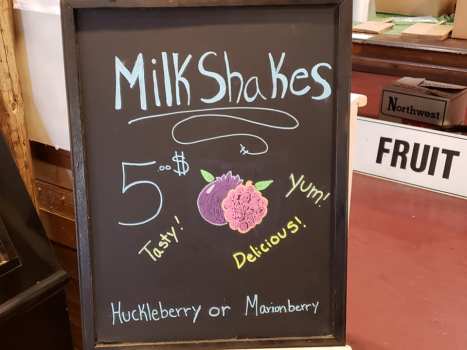 MilkShakes
5.00$
Tasty!
Yum!
Delicious!
Huckleberry or Marionberry
Northwest
FRUIT